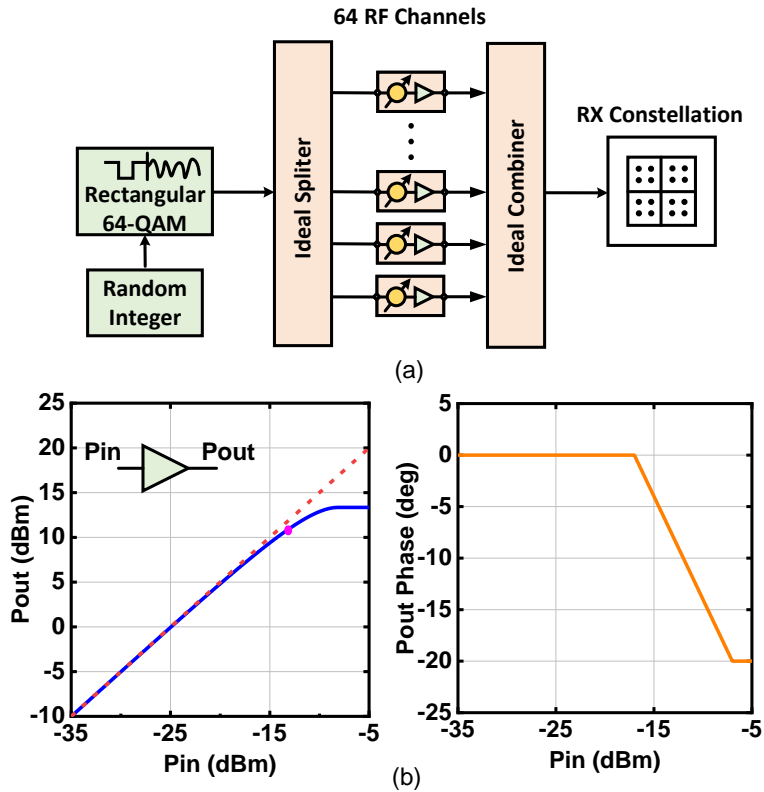 64 RF Channels
Rectangular
64-QAM
Random
Integer
Ideal Spliter
Ideal Combiner
RX Constellation
(a)
Pin
Pout
Pout (dBm)
25
20
15
10
5
0
-5
-10
-35
-25
-15
-5
Pin (dBm)
Pout Phase (deg)
5
0
-5
-10
-15
-20
-25
-35
-25
-15
-5
Pin (dBm)
(b)